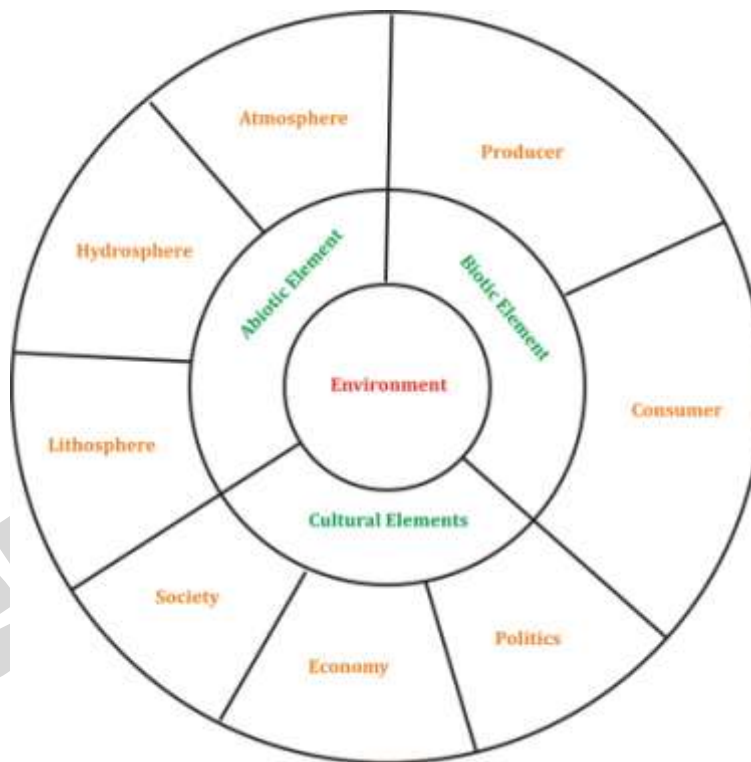 Atmosphere
Producer
Hydrosphere
Abiotic Element
Biotic Element
Environment
Consumer
Lithosphere
Cultural Elements
Society
Economy
Politics